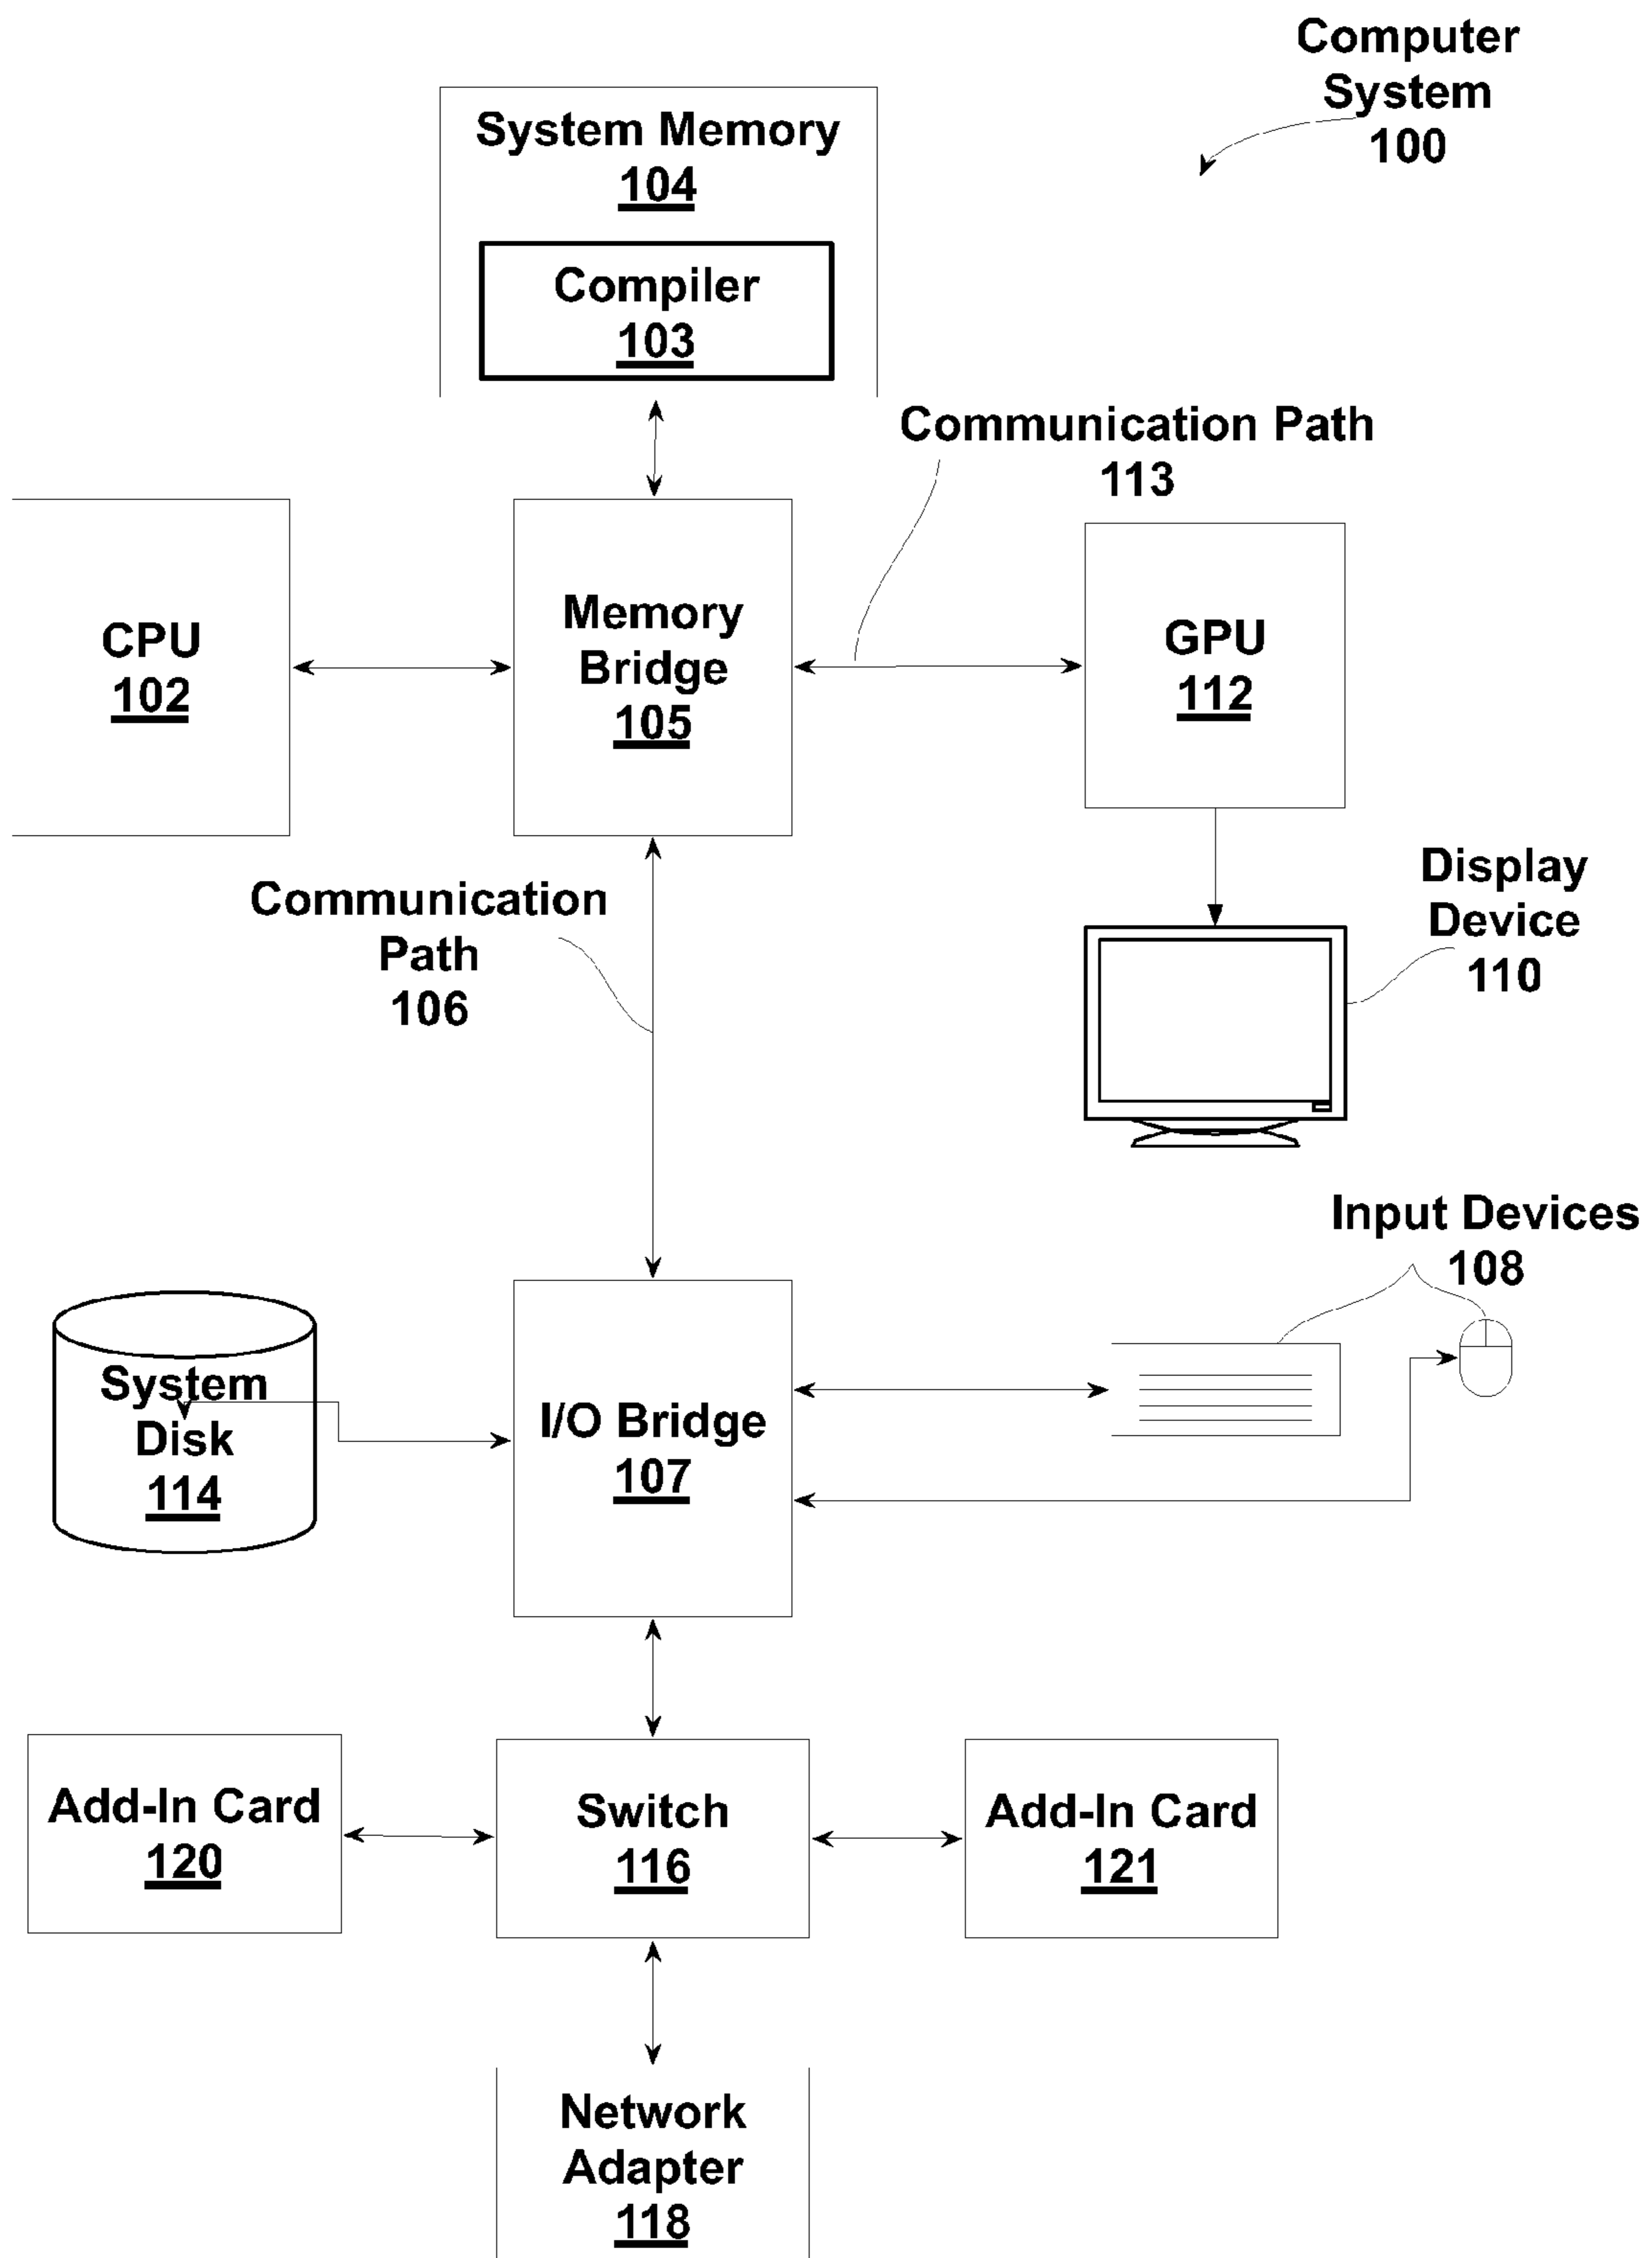 Computer
System
100
System Memory
104
Compiler
103
Communication Path
113
CPU
102
Memory
Bridge
105
GPU
112
Communication
Path
106
Display
Device
110
Input Devices
108
System
Disk
114
I/O Bridge
107
Add-In Card
120
Switch
116
Add-In Card
121
Network
Adapter
118